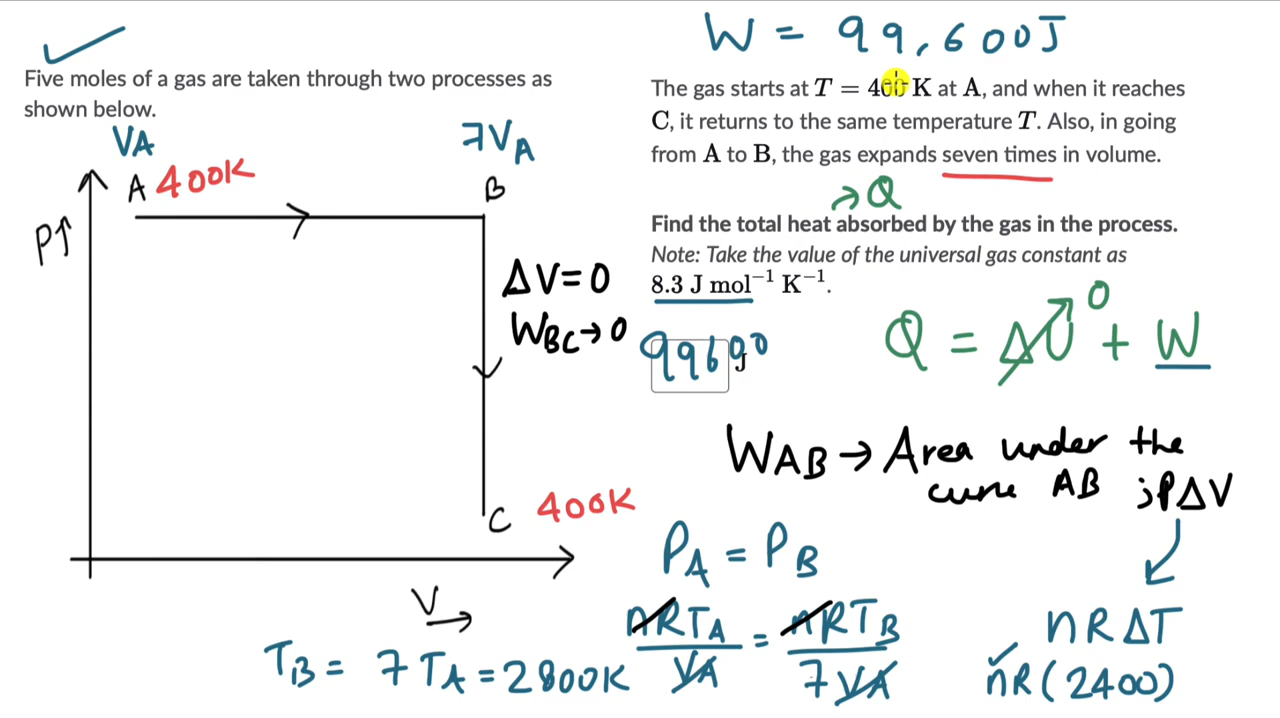 W = 99,600J
Five moles of a gas are taken through two processes as
shown below.
The gas starts at T = 400 K at A, and when it reaches
C, it returns to the same temperature T. Also, in going
from A to B, the gas expands seven times in volume.
→Q
Find the total heat absorbed by the gas in the process.
Note: Take the value of the universal gas constant as
8.3 J mol⁻¹ K⁻¹.
VA
7VA
A 400K
B
P↑
ΔV=0
WBC→0
99600 J
Q = ΔU⁰ + W
WAB → Area under the
curve AB ; PΔV
C 400K
PA = PB
V→
nRTA/VA = nRTB/7VA
nRΔT
TB = 7TA = 2800K
nR(2400)